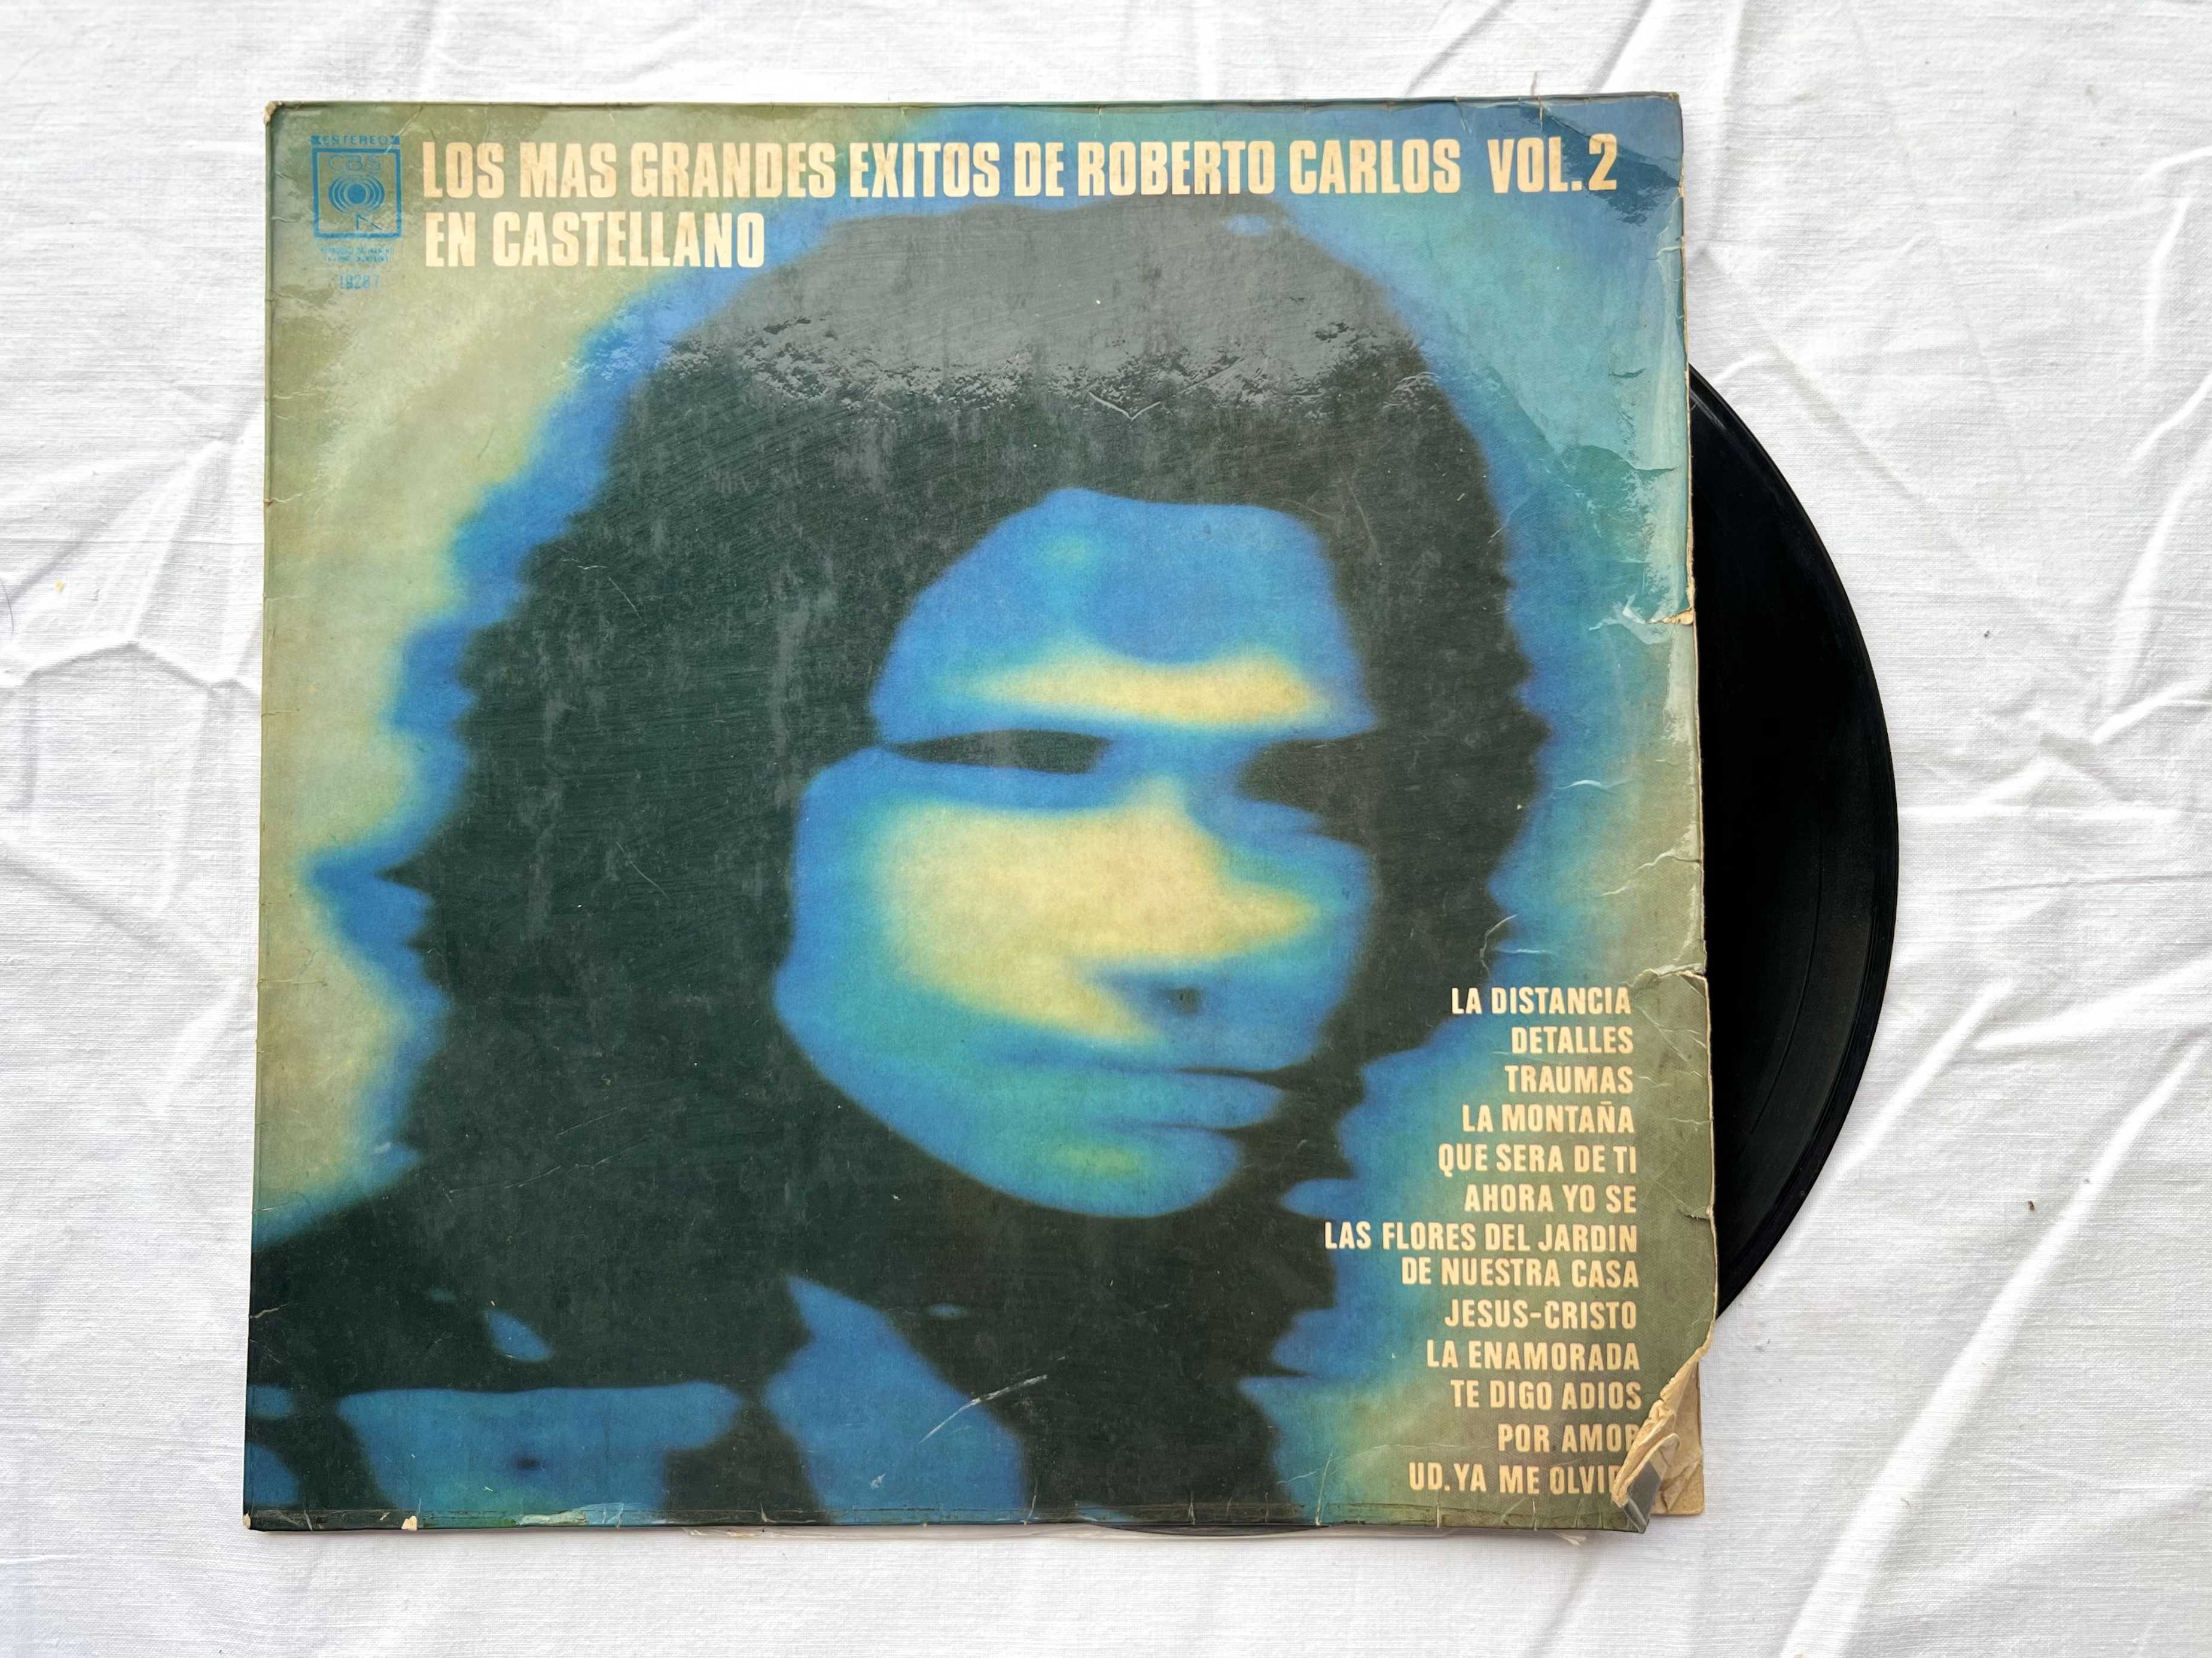 ESTEREO
CBS
LOS MAS GRANDES EXITOS DE ROBERTO CARLOS VOL.2
EN CASTELLANO
19287
LA DISTANCIA
DETALLES
TRAUMAS
LA MONTAÑA
QUE SERA DE TI
AHORA YO SE
LAS FLORES DEL JARDIN
DE NUESTRA CASA
JESUS-CRISTO
LA ENAMORADA
TE DIGO ADIOS
POR AMOR
UD.YA ME